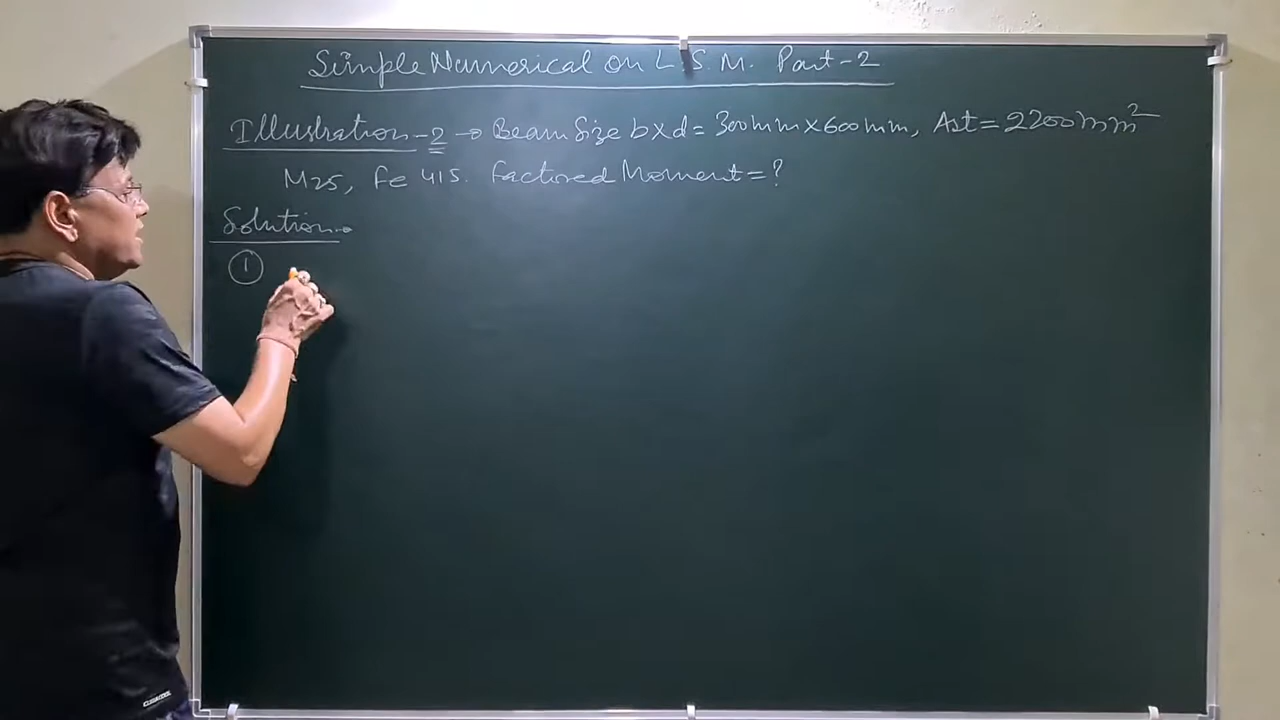 Simple Numerical on L.S.M. Part-2
Illustration-2 → Beam Size b×d = 300mm×600mm, Ast = 2200mm²
M25, Fe 415. Factored Moment = ?
Solution→
①